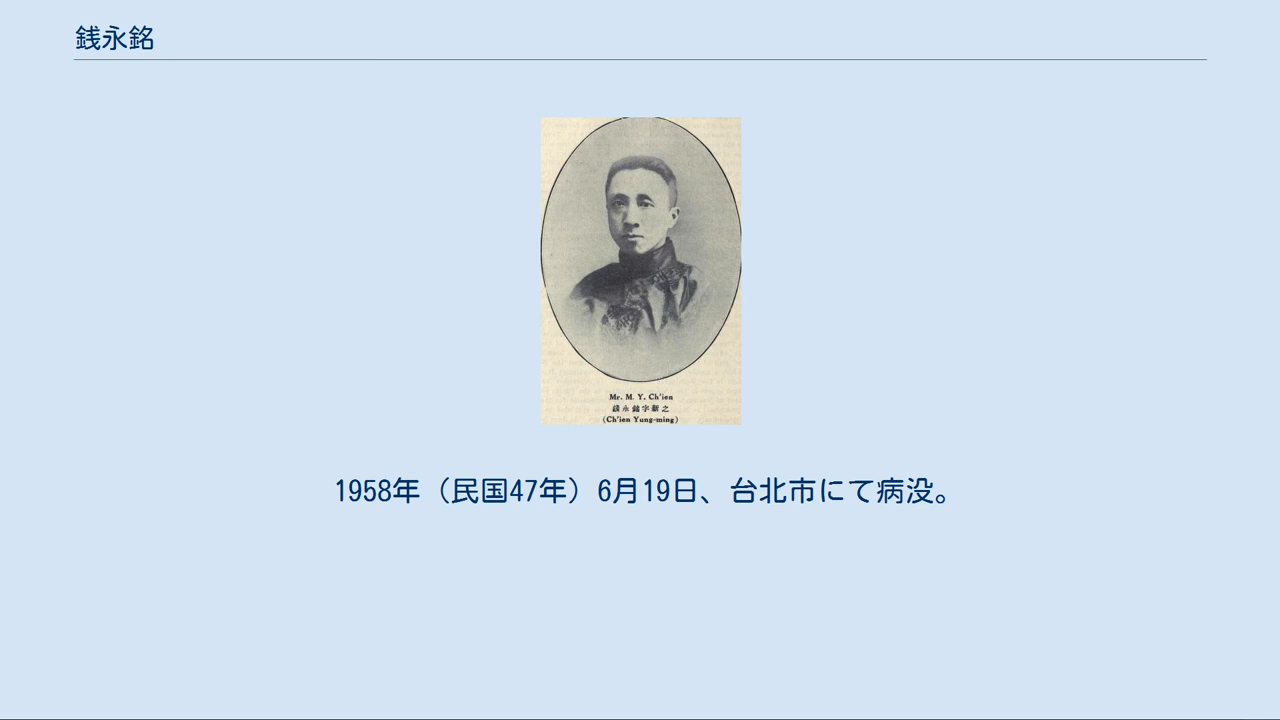 銭永銘
Mr. M. Y. Ch'ien
錢永銘字新之
(Ch'ien Yung-ming)
1958年（民国47年）6月19日、台北市にて病没。